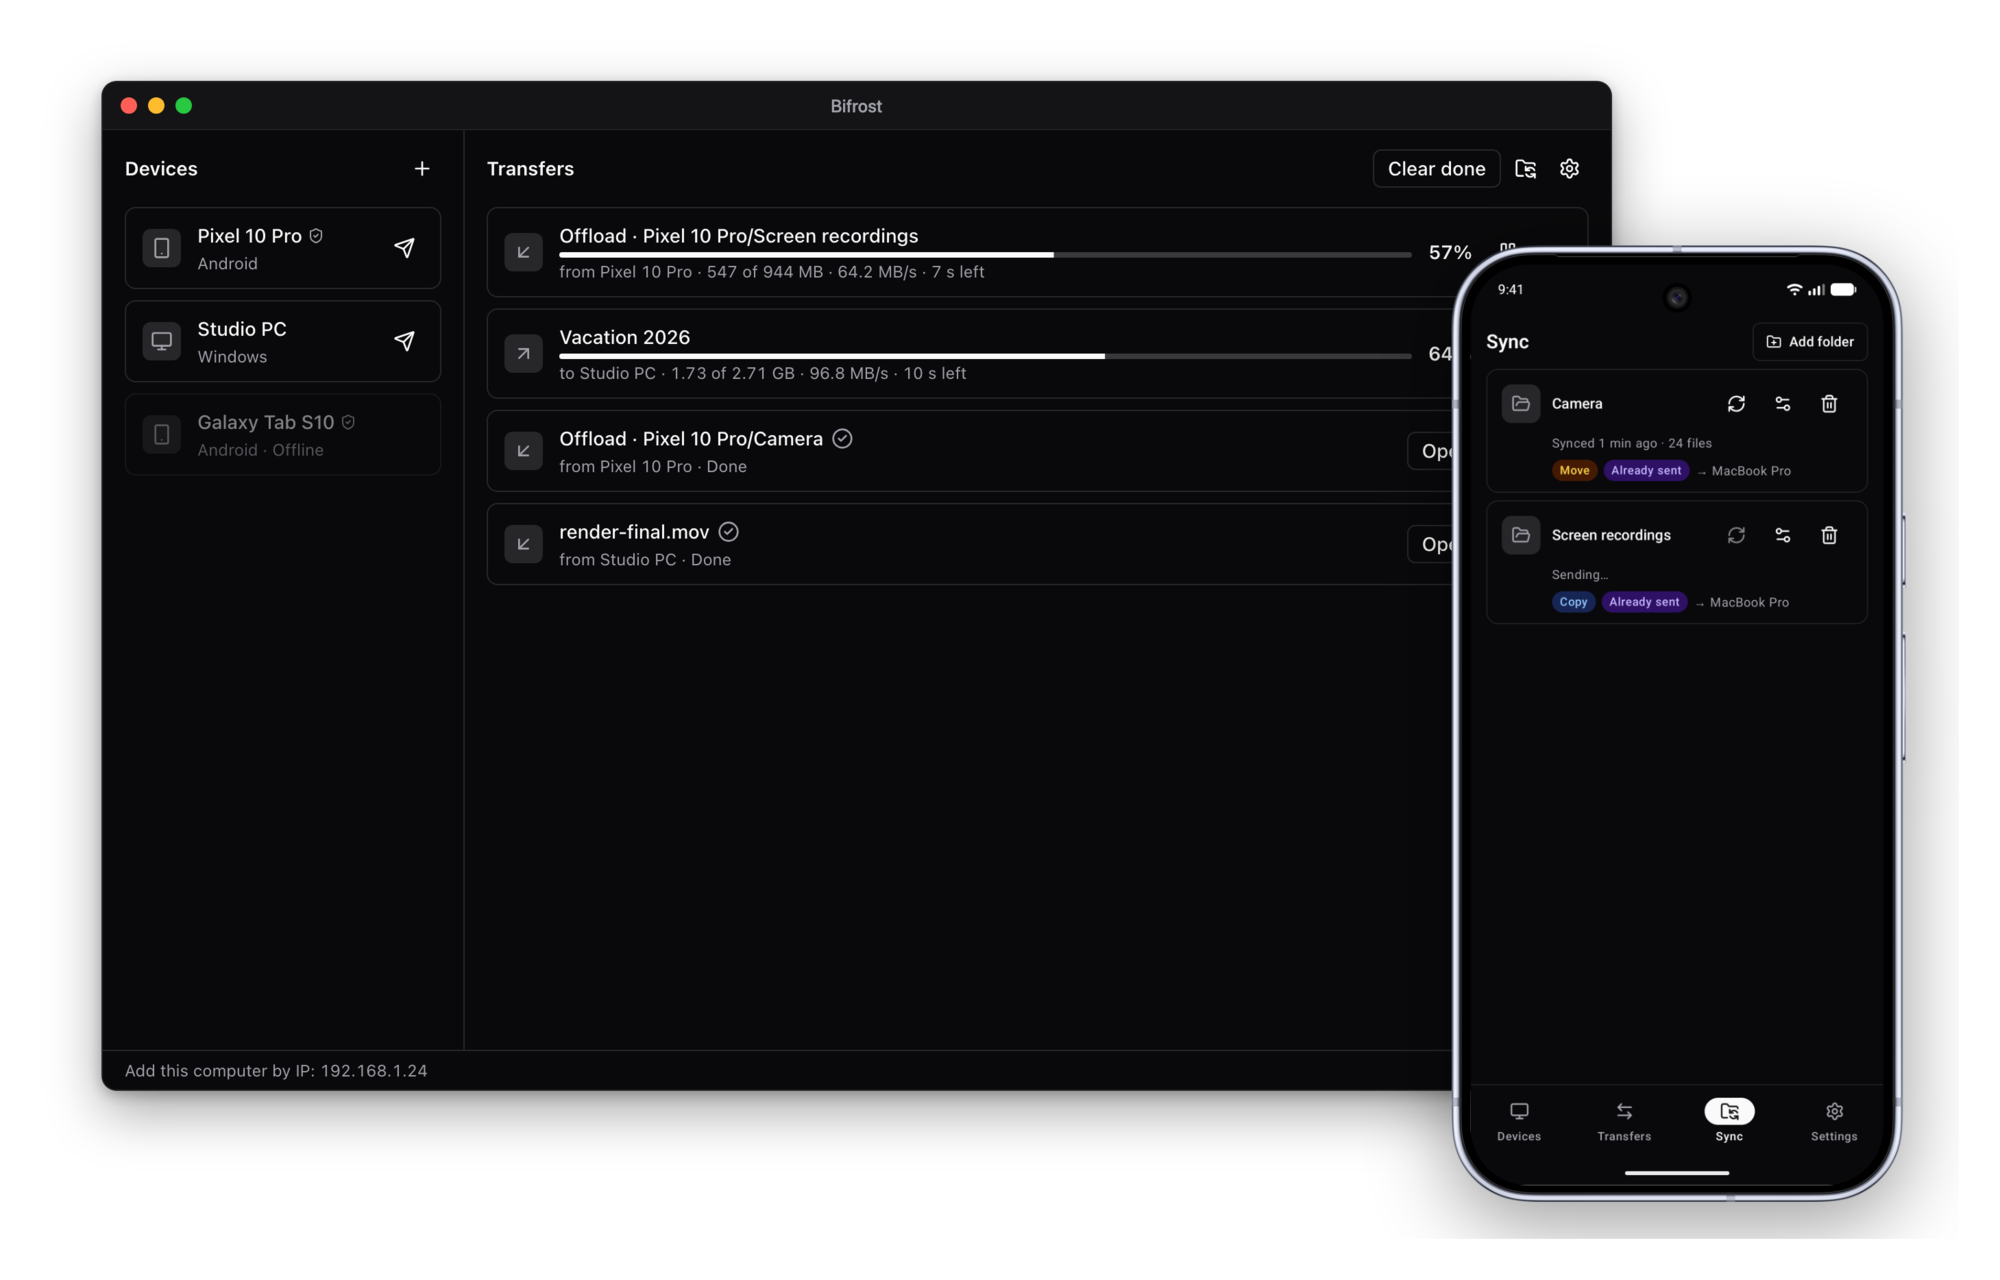 Bifrost
Devices
Pixel 10 Pro
Android
Studio PC
Windows
Galaxy Tab S10
Android · Offline
Transfers
Clear done
Offload · Pixel 10 Pro/Screen recordings
57%
from Pixel 10 Pro · 547 of 944 MB · 64.2 MB/s · 7 s left
Vacation 2026
64
to Studio PC · 1.73 of 2.71 GB · 96.8 MB/s · 10 s left
Offload · Pixel 10 Pro/Camera
from Pixel 10 Pro · Done
render-final.mov
from Studio PC · Done
Add this computer by IP: 192.168.1.24
9:41
Sync
Add folder
Camera
Synced 1 min ago · 24 files
Move Already sent → MacBook Pro
Screen recordings
Sending…
Copy Already sent → MacBook Pro
Devices
Transfers
Sync
Settings